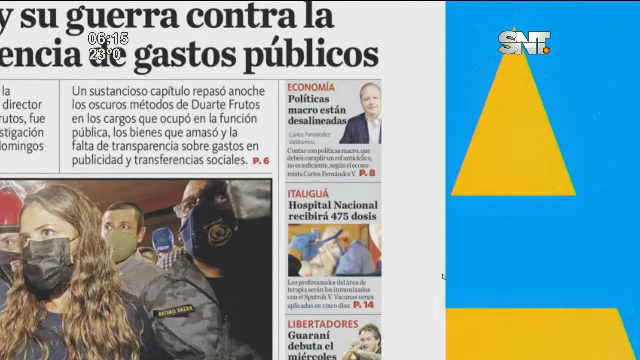 y su guerra contra la
encia de gastos públicos
06:15
23°0
SNT.
la
director
rutos, fue
stigación
domingos
Un sustancioso capítulo repasó anoche
los oscuros métodos de Duarte Frutos
en los cargos que ocupó en la función
pública, los bienes que amasó y la
falta de transparencia sobre gastos en
publicidad y transferencias sociales. P. 6
ECONOMÍA
Políticas
macro están
desalineadas
Carlos Fernández
Valdovinos.
Contar con políticas macro, que
deben cumplir un rol anticíclico,
no es suficiente, según el econo-
mista Carlos Fernández V. P. 8
ITAUGUÁ
Hospital Nacional
recibirá 475 dosis
Los profesionales del área de
terapia serán los inmunizados
con el Sputnik V. Vacunas serán
aplicadas en cinco días. P. 14
LIBERTADORES
Guaraní
debuta el
miércoles